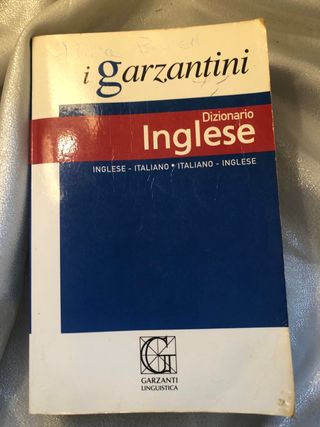 i garzantini
Dizionario
Inglese
INGLESE - ITALIANO • ITALIANO - INGLESE
G
GARZANTI
LINGUISTICA